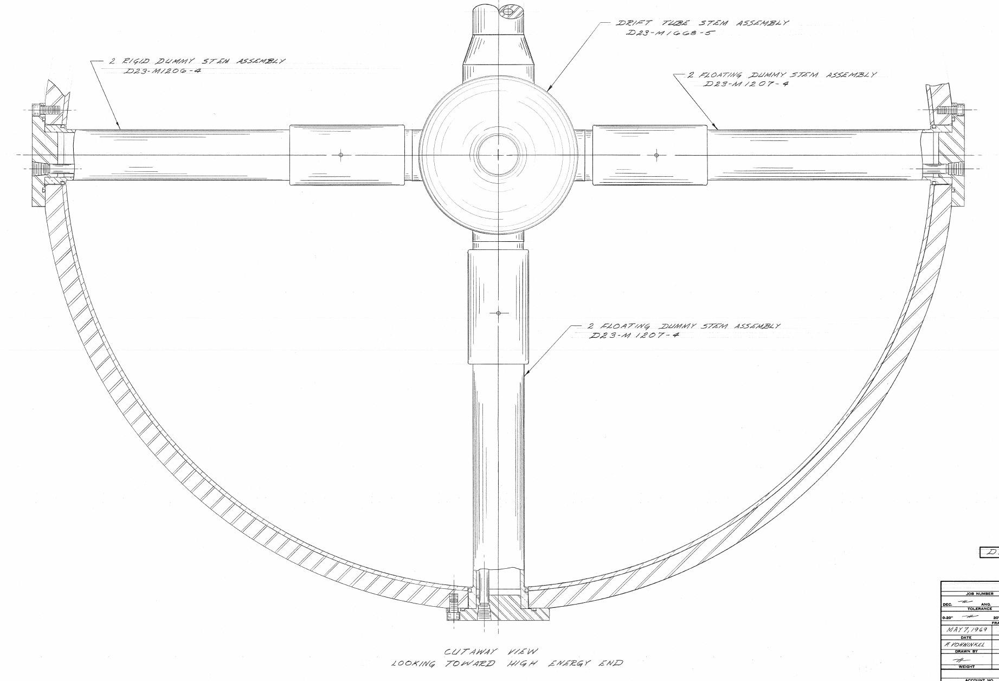 DRIFT TUBE STEM ASSEMBLY
D23-M1668-5
2 RIGID DUMMY STEM ASSEMBLY
D23-M1206-4
2 FLOATING DUMMY STEM ASSEMBLY
D23-M1207-4
2 FLOATING DUMMY STEM ASSEMBLY
D23-M1207-4
CUTAWAY VIEW
LOOKING TOWARD HIGH ENERGY END
D
JOB NUMBER
DEC. ANG.
TOLERANCE
0-20" 20"
FRA
MAY 7, 1969
DATE
F. VONWINKEL
DRAWN BY
WEIGHT
ACCOUNT NO.